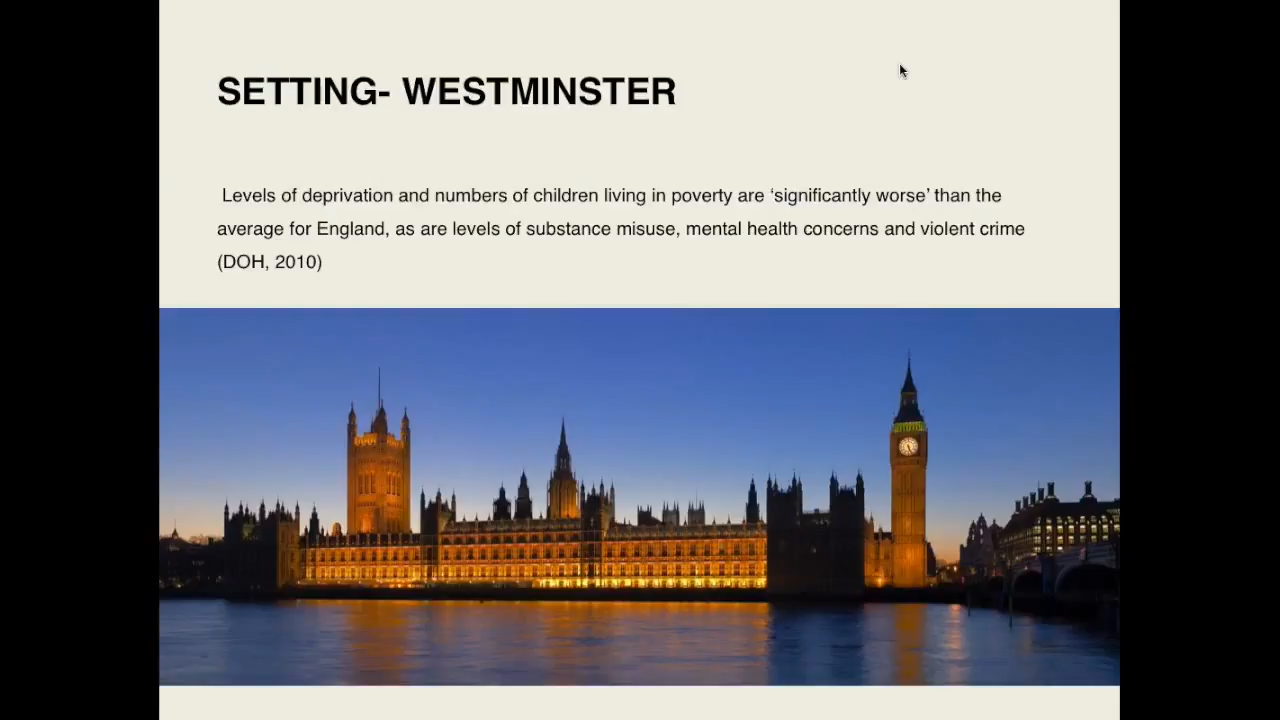 SETTING- WESTMINSTER
Levels of deprivation and numbers of children living in poverty are ‘significantly worse’ than the
average for England, as are levels of substance misuse, mental health concerns and violent crime
(DOH, 2010)